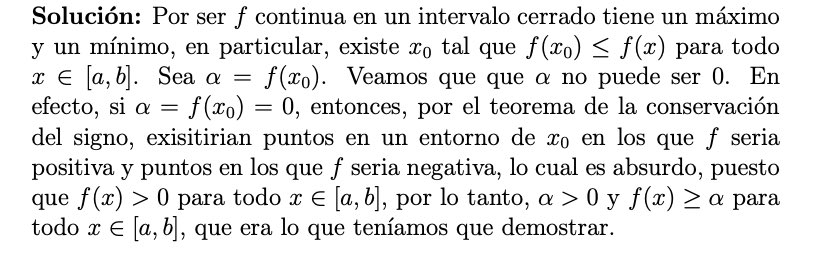 Solución: Por ser f continua en un intervalo cerrado tiene un máximo
y un mínimo, en particular, existe x₀ tal que f(x₀) ≤ f(x) para todo
x ∈ [a, b]. Sea α = f(x₀). Veamos que que α no puede ser 0. En
efecto, si α = f(x₀) = 0, entonces, por el teorema de la conservación
del signo, exisitirian puntos en un entorno de x₀ en los que f seria
positiva y puntos en los que f seria negativa, lo cual es absurdo, puesto
que f(x) > 0 para todo x ∈ [a, b], por lo tanto, α > 0 y f(x) ≥ α para
todo x ∈ [a, b], que era lo que teníamos que demostrar.